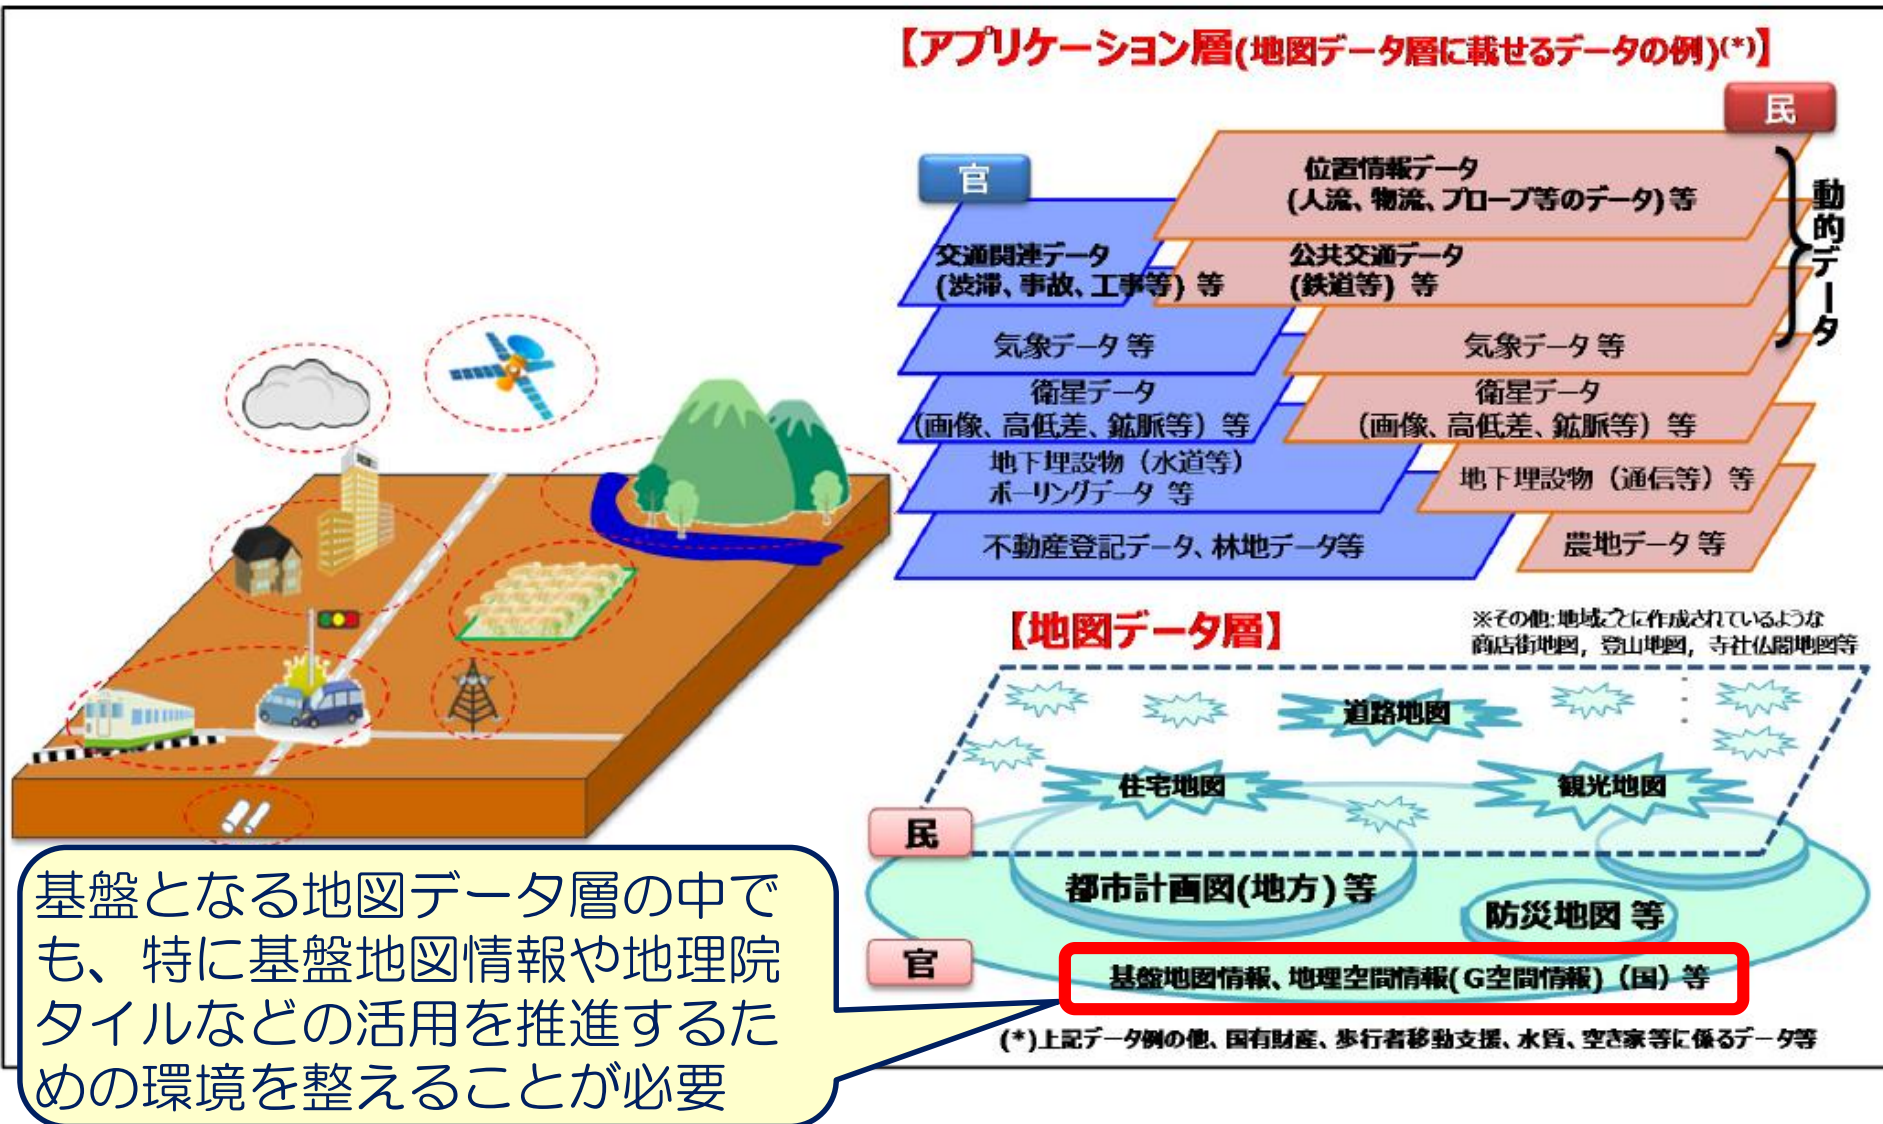 【アプリケーション層(地図データ層に載せるデータの例)(*)】
民
官
位置情報データ
(人流、物流、プローブ等のデータ) 等
動的データ
交通関連データ
(渋滞、事故、工事等) 等
公共交通データ
(鉄道等) 等
気象データ 等
気象データ 等
衛星データ
(画像、高低差、鉱脈等) 等
衛星データ
(画像、高低差、鉱脈等) 等
地下埋設物（水道等）
ボーリングデータ 等
地下埋設物（通信等）等
不動産登記データ、林地データ等
農地データ 等
【地図データ層】
※その他:地域ごとに作成されているような
商店街地図，登山地図，寺社仏閣地図等
道路地図
住宅地図
観光地図
民
都市計画図(地方) 等
防災地図 等
官
基盤地図情報、地理空間情報(G空間情報)（国）等
(*)上記データ例の他、国有財産、歩行者移動支援、水質、空き家等に係るデータ等
基盤となる地図データ層の中で
も、特に基盤地図情報や地理院
タイルなどの活用を推進するた
めの環境を整えることが必要